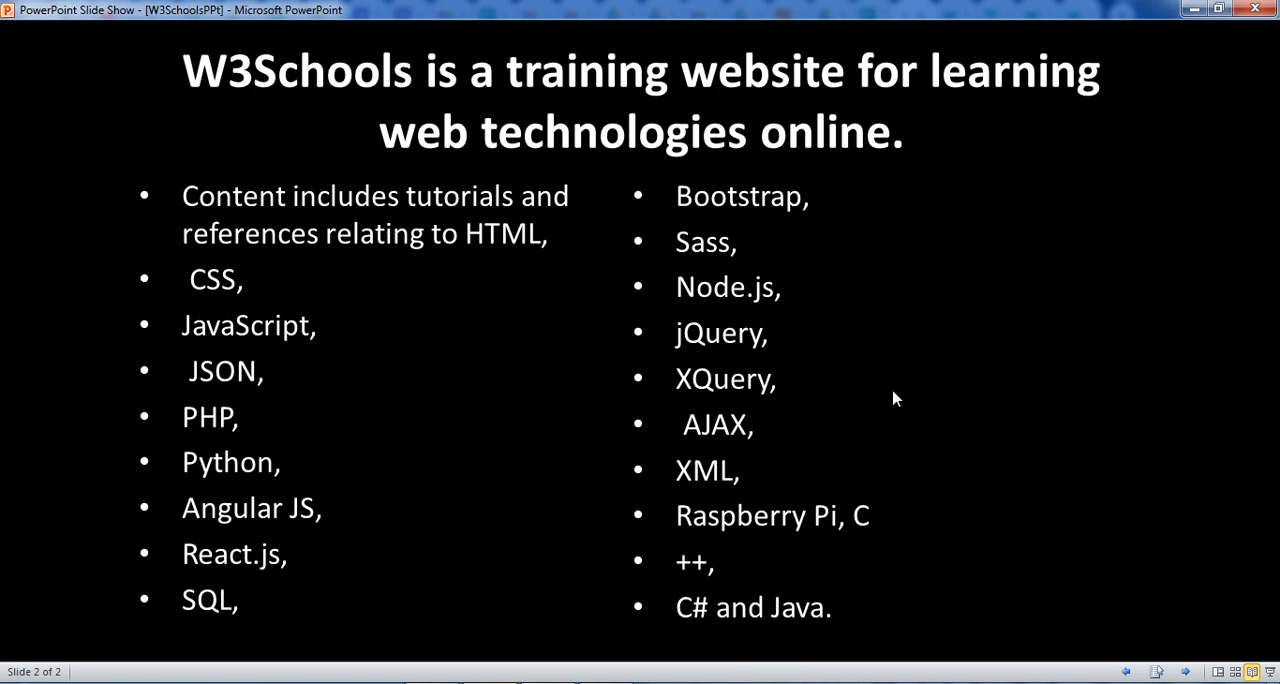 PowerPoint Slide Show - [W3SchoolsPPt] - Microsoft PowerPoint
W3Schools is a training website for learning
web technologies online.
• Content includes tutorials and
references relating to HTML,
• CSS,
• JavaScript,
• JSON,
• PHP,
• Python,
• Angular JS,
• React.js,
• SQL,
• Bootstrap,
• Sass,
• Node.js,
• jQuery,
• XQuery,
• AJAX,
• XML,
• Raspberry Pi, C
• ++,
• C# and Java.
Slide 2 of 2